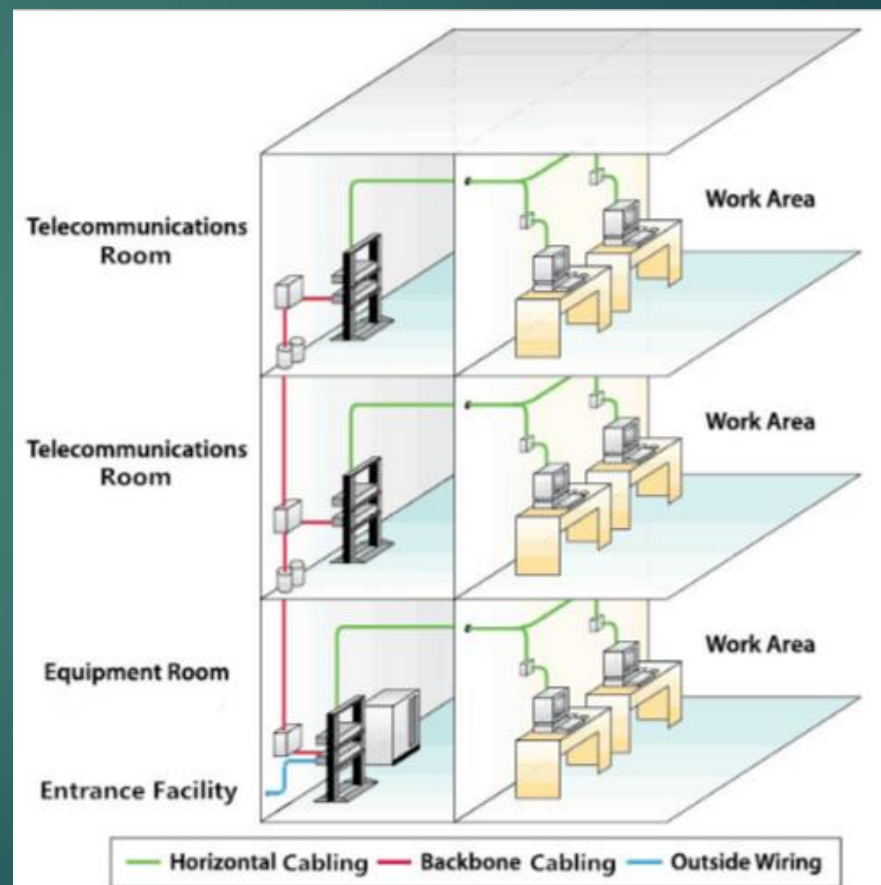 Telecommunications
Room
Work Area
Telecommunications
Room
Work Area
Equipment Room
Work Area
Entrance Facility
Horizontal Cabling
Backbone Cabling
Outside Wiring